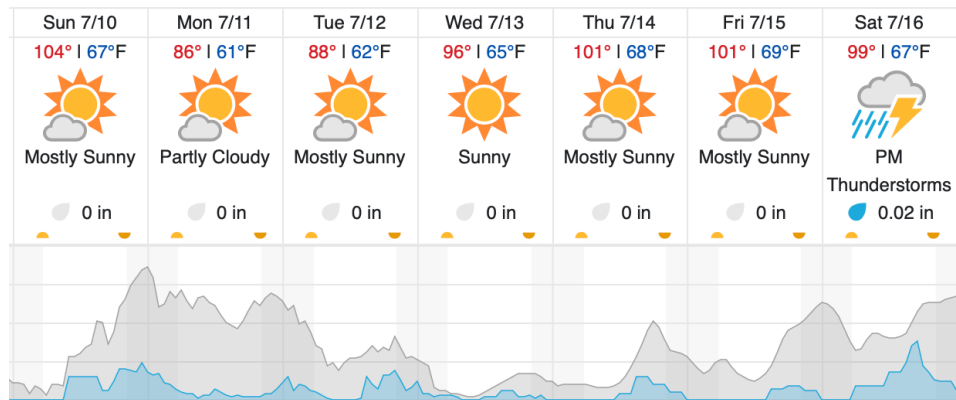 Sun 7/10 Mon 7/11 Tue 7/12 Wed 7/13 Thu 7/14 Fri 7/15 Sat 7/16
104° | 67°F 86° | 61°F 88° | 62°F 96° | 65°F 101° | 68°F 101° | 69°F 99° | 67°F
Mostly Sunny Partly Cloudy Mostly Sunny Sunny Mostly Sunny Mostly Sunny PM
Thunderstorms
0 in 0 in 0 in 0 in 0 in 0 in 0.02 in